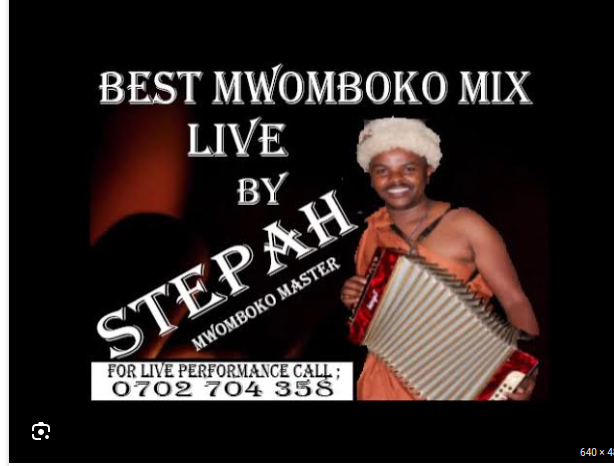 BEST MWOMBOKO MIX
LIVE
BY
STEPAH
MWOMBOKO MASTER
FOR LIVE PERFORMANCE CALL ;
0702 704 358